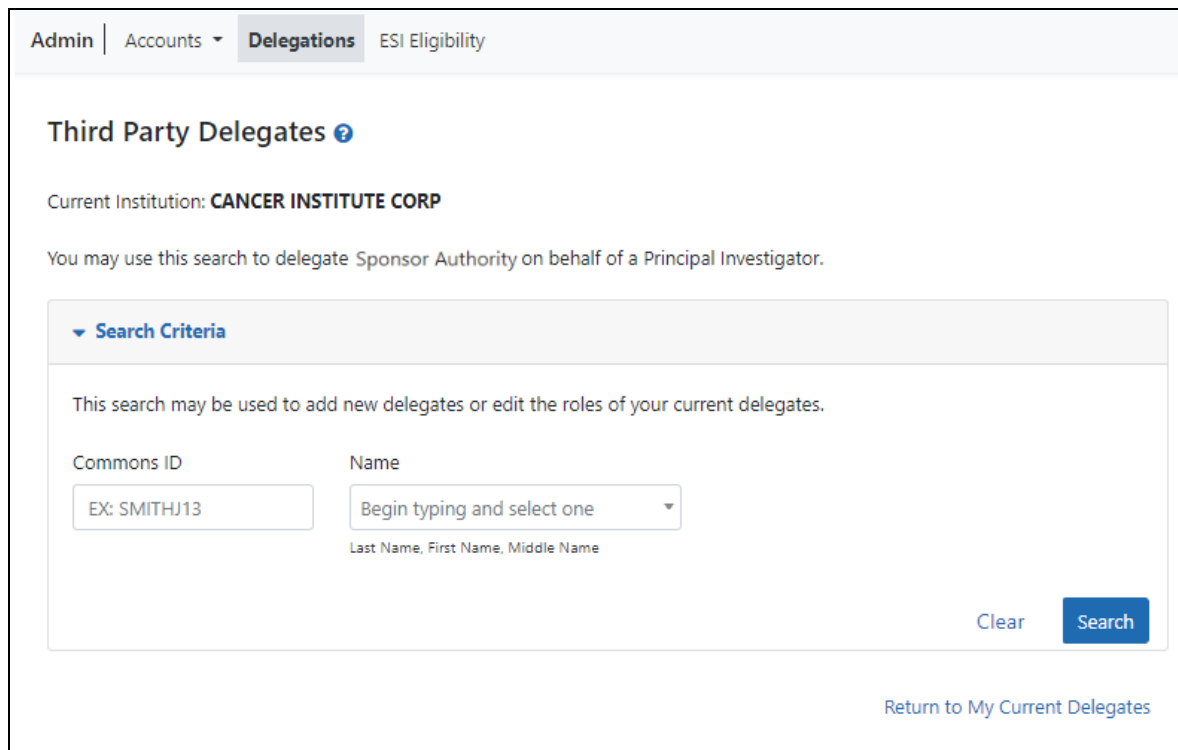 Admin Accounts Delegations ESI Eligibility
Third Party Delegates ?
Current Institution: CANCER INSTITUTE CORP
You may use this search to delegate Sponsor Authority on behalf of a Principal Investigator.
Search Criteria
This search may be used to add new delegates or edit the roles of your current delegates.
Commons ID Name
EX: SMITHJ13 Begin typing and select one
Last Name, First Name, Middle Name
Clear Search
Return to My Current Delegates